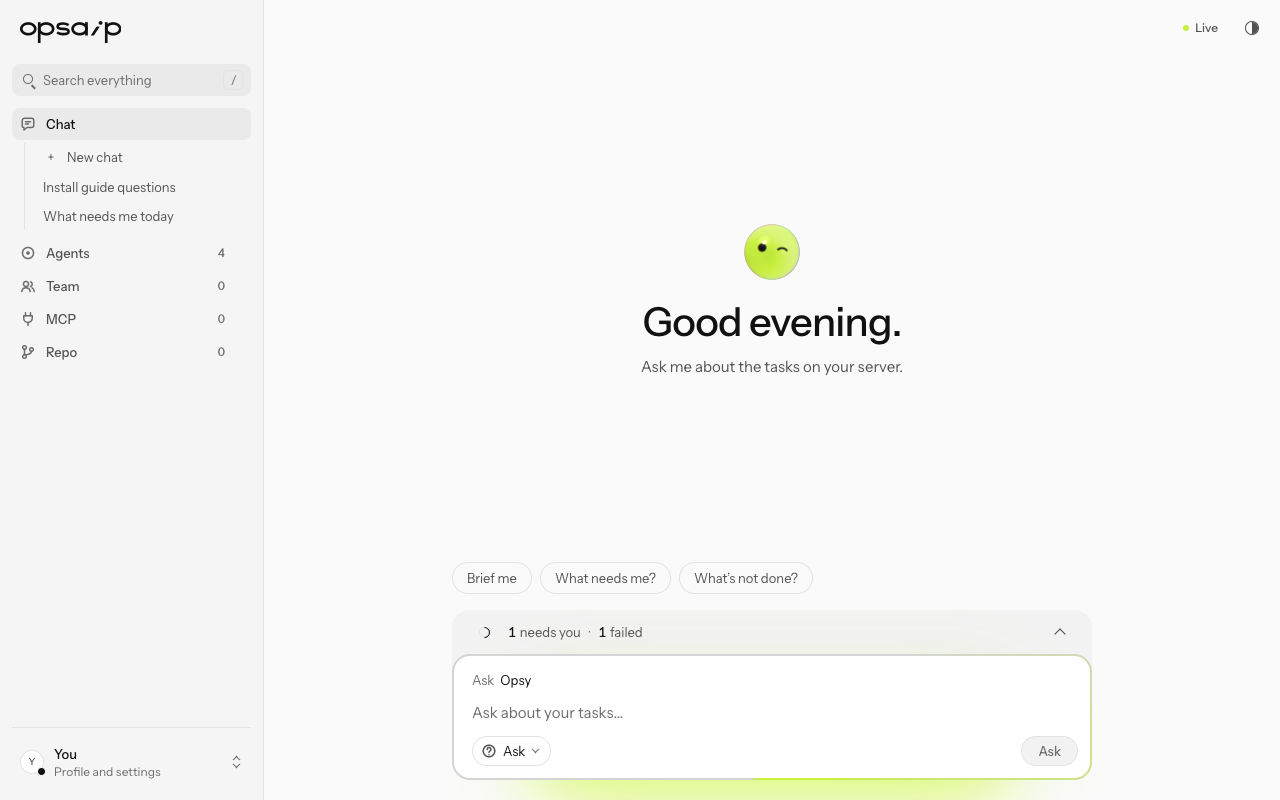 opsaip
Search everything /
Chat
+ New chat
Install guide questions
What needs me today
Agents 4
Team 0
MCP 0
Repo 0
Y
You
Profile and settings
Live
Good evening.
Ask me about the tasks on your server.
Brief me
What needs me?
What's not done?
1 needs you · 1 failed
Ask Opsy
Ask about your tasks...
Ask
Ask